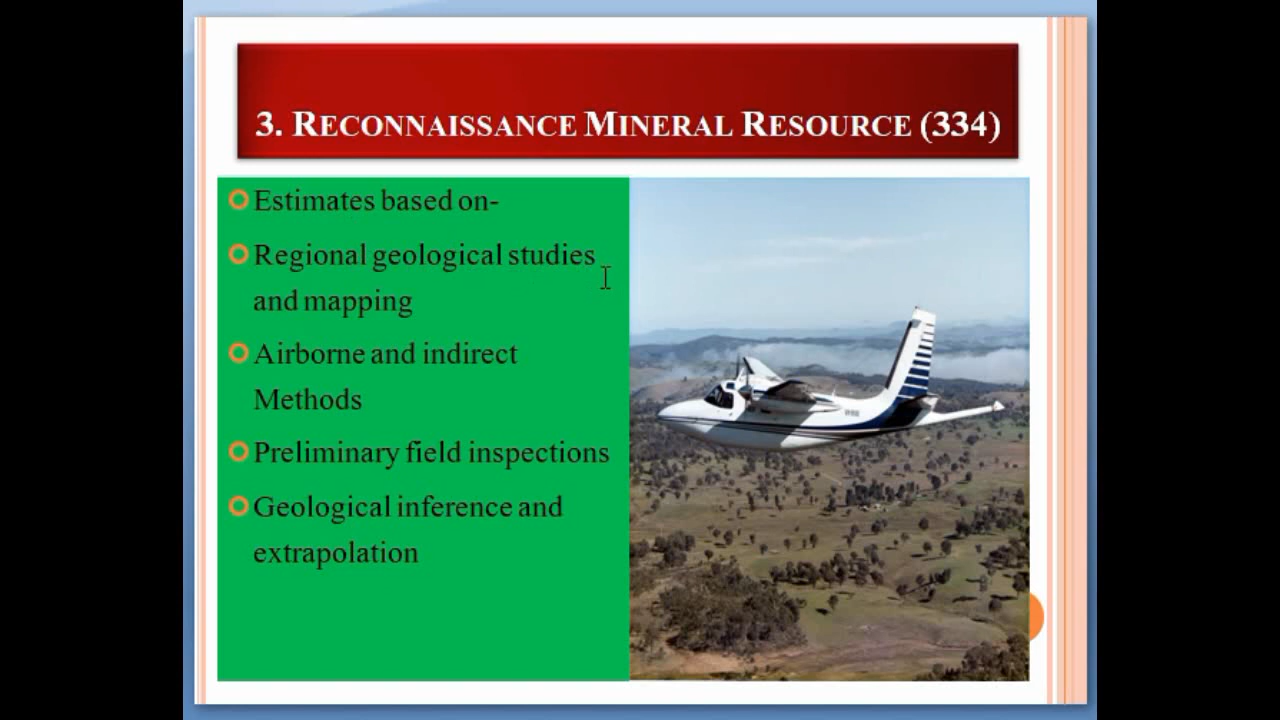 3. RECONNAISSANCE MINERAL RESOURCE (334)
Estimates based on-
Regional geological studies
and mapping
Airborne and indirect
Methods
Preliminary field inspections
Geological inference and
extrapolation